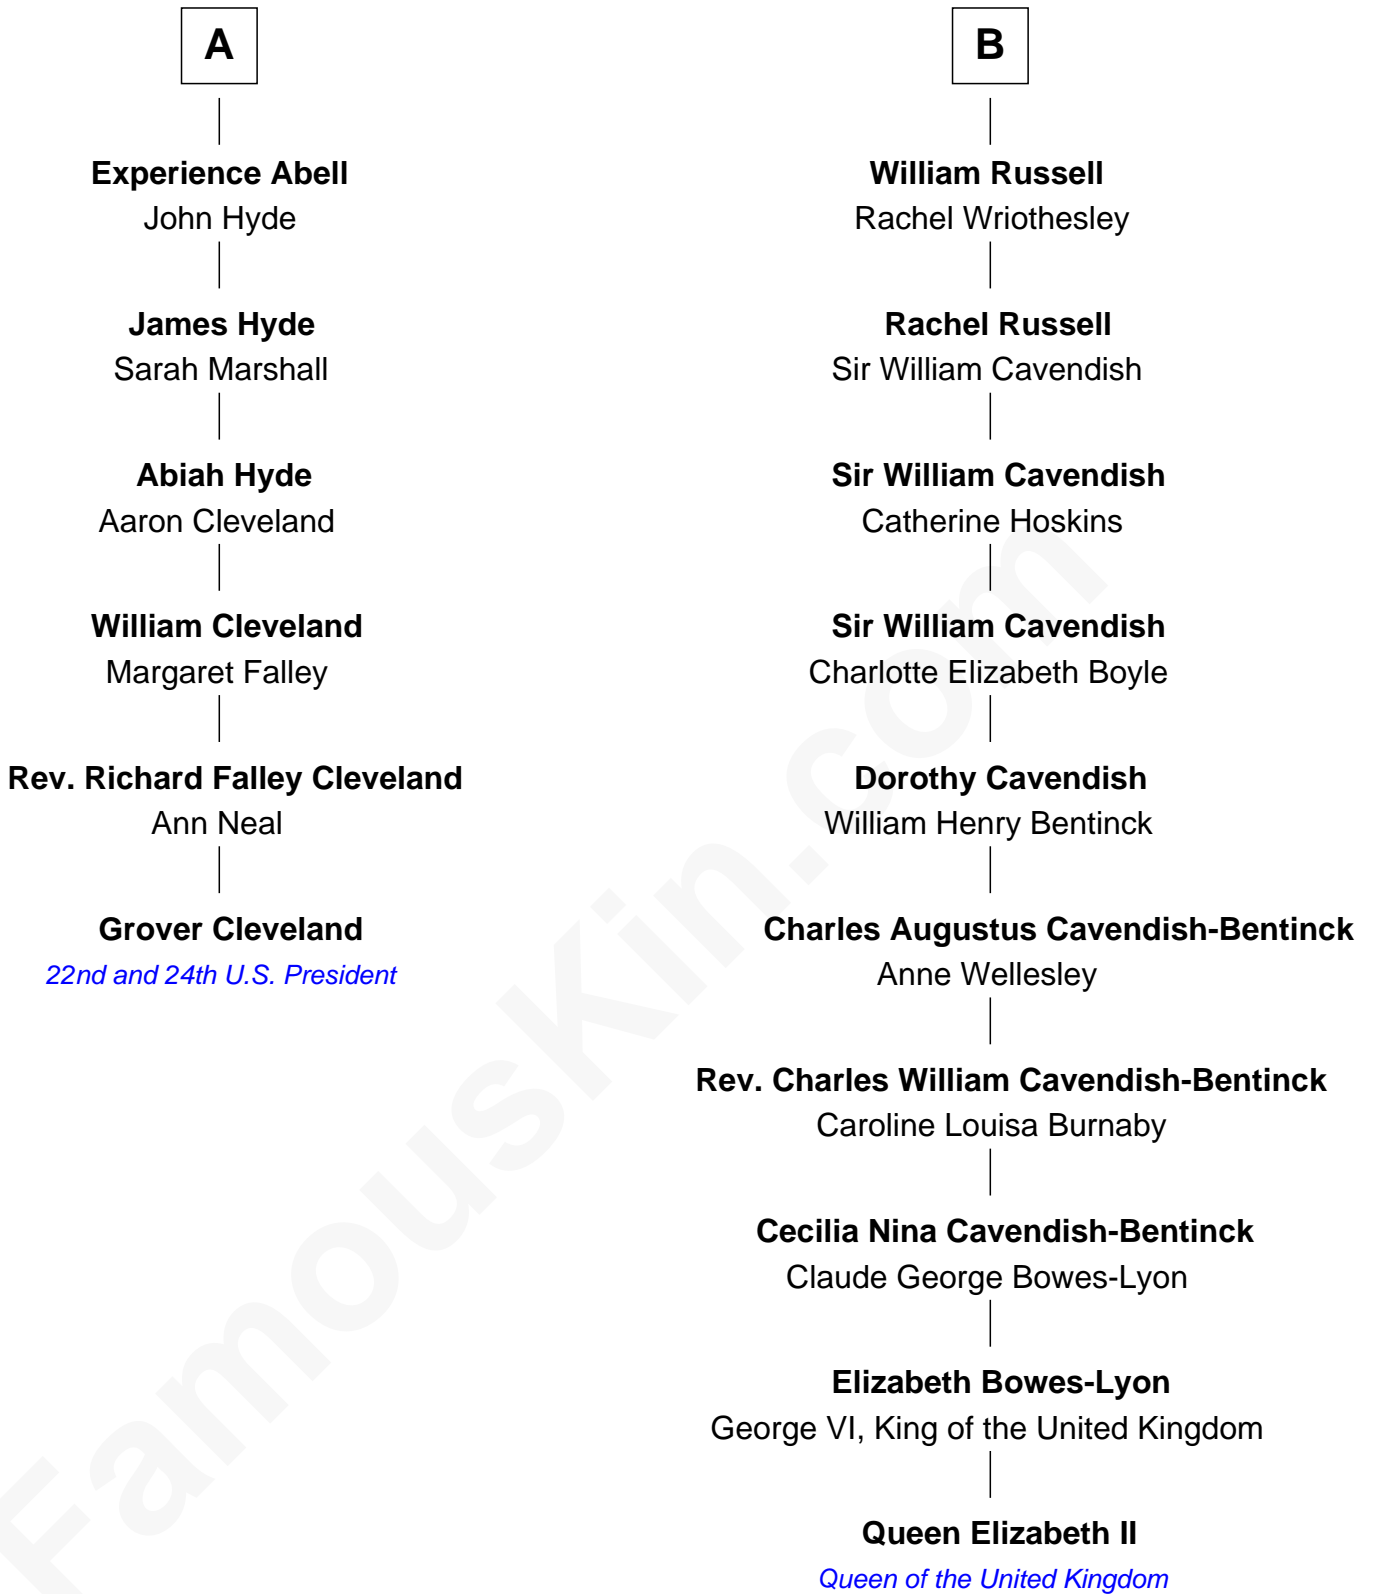 A
Experience Abell
John Hyde
James Hyde
Sarah Marshall
Abiah Hyde
Aaron Cleveland
William Cleveland
Margaret Falley
Rev. Richard Falley Cleveland
Ann Neal
Grover Cleveland
22nd and 24th U.S. President
B
William Russell
Rachel Wriothesley
Rachel Russell
Sir William Cavendish
Sir William Cavendish
Catherine Hoskins
Sir William Cavendish
Charlotte Elizabeth Boyle
Dorothy Cavendish
William Henry Bentinck
Charles Augustus Cavendish-Bentinck
Anne Wellesley
Rev. Charles William Cavendish-Bentinck
Caroline Louisa Burnaby
Cecilia Nina Cavendish-Bentinck
Claude George Bowes-Lyon
Elizabeth Bowes-Lyon
George VI, King of the United Kingdom
Queen Elizabeth II
Queen of the United Kingdom
FamousKin.com